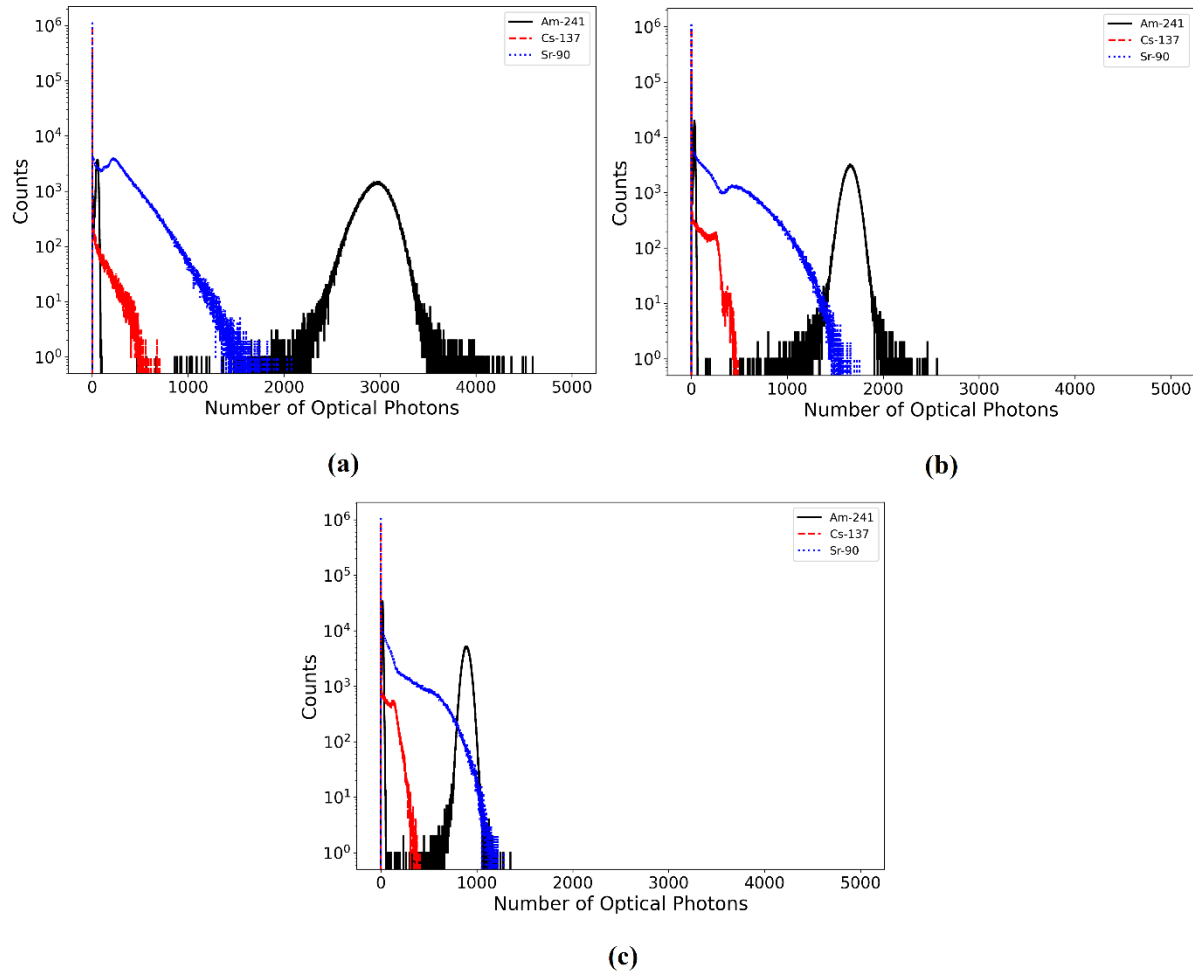 10⁶
10⁵
10⁴
10³
10²
10¹
10⁰
Counts
0 1000 2000 3000 4000 5000
Number of Optical Photons
Am-241
Cs-137
Sr-90
(a)
10⁶
10⁵
10⁴
10³
10²
10¹
10⁰
Counts
0 1000 2000 3000 4000 5000
Number of Optical Photons
Am-241
Cs-137
Sr-90
(b)
10⁶
10⁵
10⁴
10³
10²
10¹
10⁰
Counts
0 1000 2000 3000 4000 5000
Number of Optical Photons
Am-241
Cs-137
Sr-90
(c)